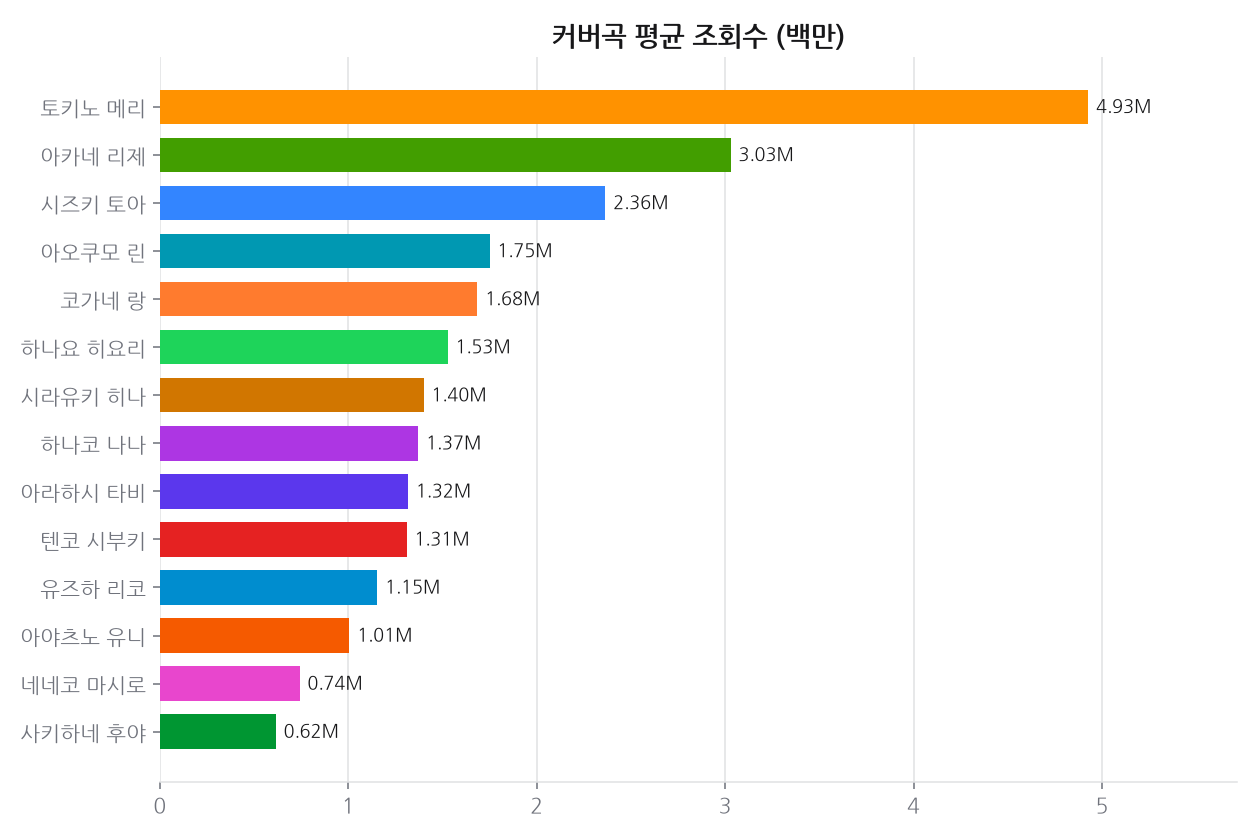 커버곡 평균 조회수 (백만)
토키노 메리 4.93M
아카네 리제 3.03M
시즈키 토아 2.36M
아오쿠모 린 1.75M
코가네 랑 1.68M
하나요 히요리 1.53M
시라유키 히나 1.40M
하나코 나나 1.37M
아라하시 타비 1.32M
텐코 시부키 1.31M
유즈하 리코 1.15M
아야츠노 유니 1.01M
네네코 마시로 0.74M
사키하네 후야 0.62M
0 1 2 3 4 5